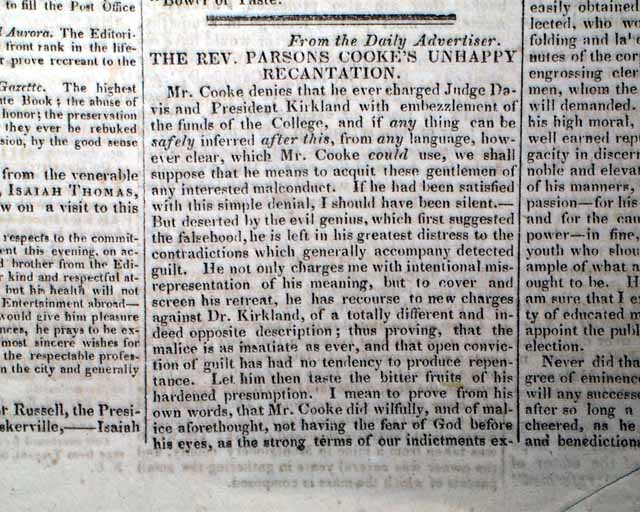 to fill the Post Office
Aurora. The Editori-
front rank in the life-
prove recreant to the
Gazette. The highest
ate Book; the abuse of
honor; the preservation
they ever be rebuked
sion, by the good sense
from the venerable
ISAIAH THOMAS,
w on a visit to this
respects to the commit-
ent this evening, on ac-
brother from the Edi-
kind and respectful at-
but his health will not
Entertainment abroad—
would give him pleasure
nces, he prays to be ex-
most sincere wishes for
the respectable profes-
n the city and generally
r Russell, the Presi-
skerville,——Isaiah
From the Daily Advertiser.
THE REV. PARSONS COOKE'S UNHAPPY
RECANTATION.
Mr. Cooke denies that he ever charged Judge Da-
vis and President Kirkland with embezzlement of
the funds of the College, and if any thing can be
safely inferred after this, from any language, how-
ever clear, which Mr. Cooke could use, we shall
suppose that he means to acquit these gentlemen of
any interested malconduct. If he had been satisfied
with this simple denial, I should have been silent.—
But deserted by the evil genius, which first suggested
the falsehood, he is left in his greatest distress to the
contradictions which generally accompany detected
guilt. He not only charges me with intentional mis-
representation of his meaning, but to cover and
screen his retreat, he has recourse to new charges
against Dr. Kirkland, of a totally different and in-
deed opposite description; thus proving, that the
malice is as insatiate as ever, and that open convic-
tion of guilt has had no tendency to produce repen-
tance. Let him then taste the bitter fruits of his
hardened presumption. I mean to prove from his
own words, that Mr. Cooke did wilfully, and of mal-
ice aforethought, not having the fear of God before
his eyes, as the strong terms of our indictments ex-
easily obtained
lected, who w
folding and
nutes of the cor
engrossing cler
men, whom the
will demanded.
his high moral,
well earned repu
gacity in discern
noble and elevat
of his manners,
passion—for his
and for the cau
power—in fine,
youth who shou
ample of what
ought to be. H
am sure that I e
ty of educated m
appoint the publ
election.
Never did tha
gree of eminenc
will any successo
after so long a
cheered, as he
and benediction